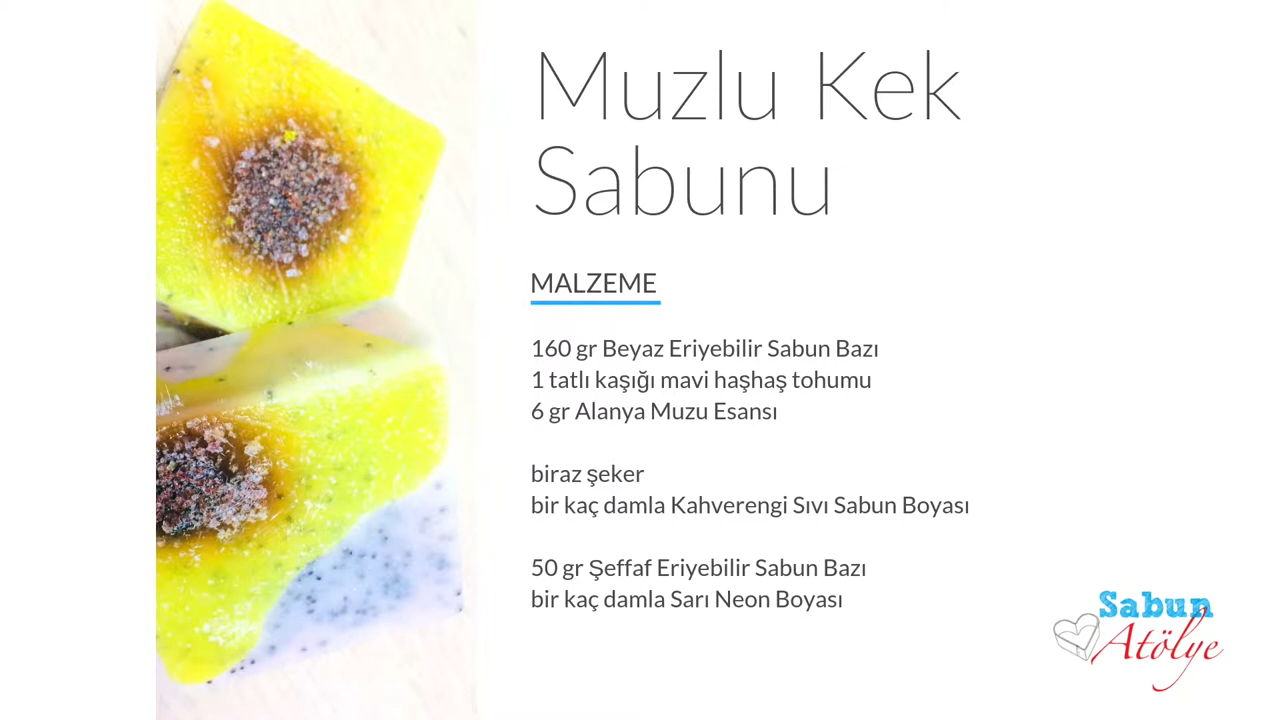 Muzlu Kek
Sabunu
MALZEME
160 gr Beyaz Eriyebilir Sabun Bazı
1 tatlı kaşığı mavi haşhaş tohumu
6 gr Alanya Muzu Esansı
biraz şeker
bir kaç damla Kahverengi Sıvı Sabun Boyası
50 gr Şeffaf Eriyebilir Sabun Bazı
bir kaç damla Sarı Neon Boyası
Sabun
Atölye